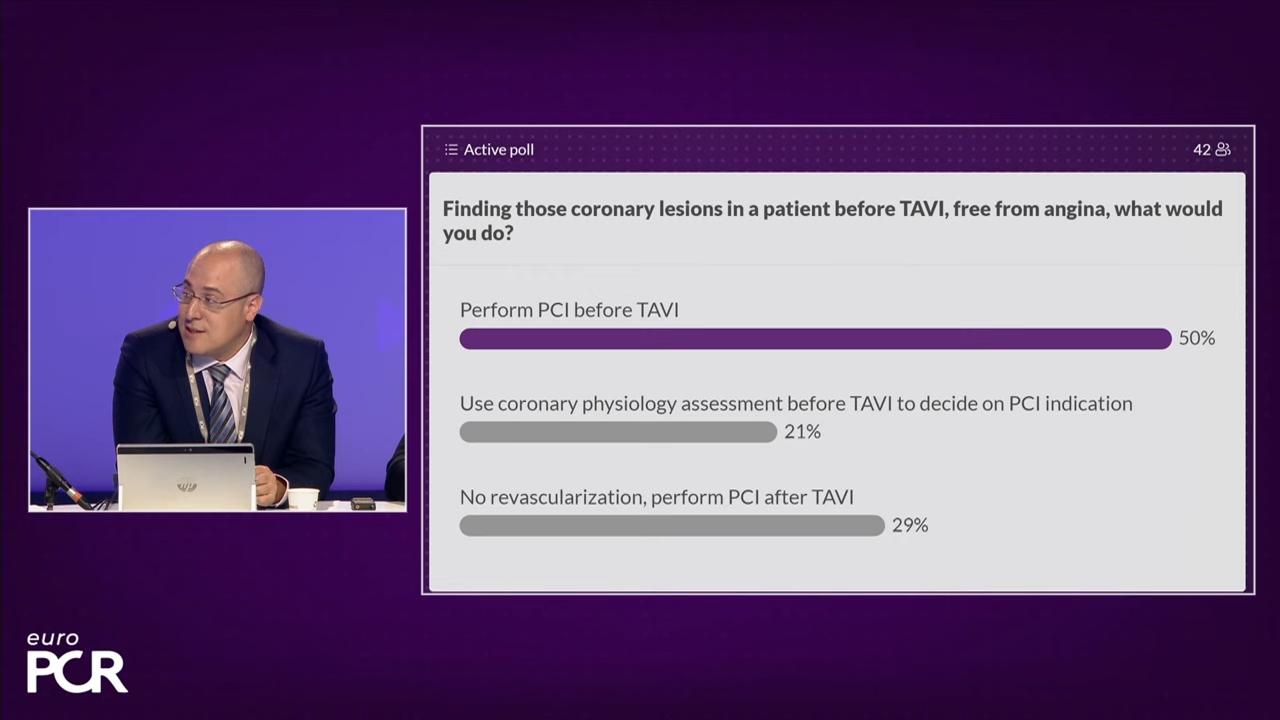 Active poll
42
Finding those coronary lesions in a patient before TAVI, free from angina, what would
you do?
Perform PCI before TAVI
50%
Use coronary physiology assessment before TAVI to decide on PCI indication
21%
No revascularization, perform PCI after TAVI
29%
hp
euro
PCR